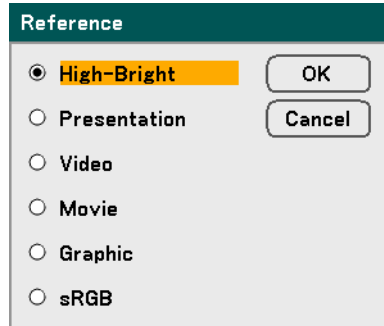 Reference
High-Bright
OK
Presentation
Cancel
Video
Movie
Graphic
sRGB